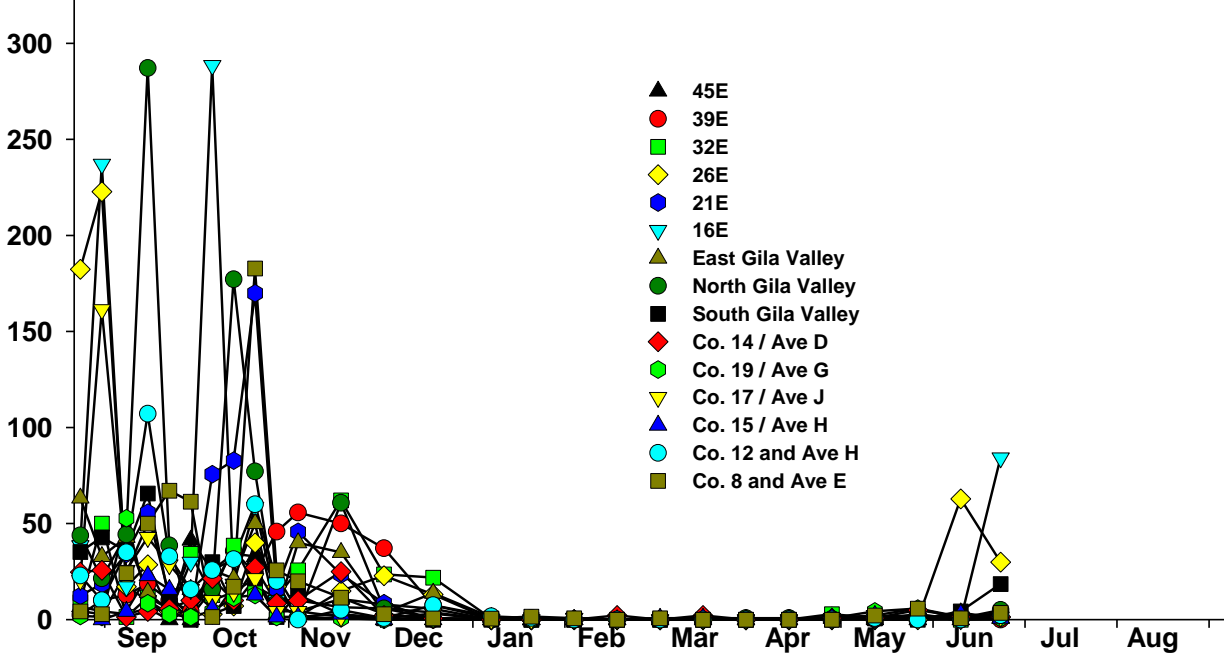 300
250
200
150
100
50
0
45E
39E
32E
26E
21E
16E
East Gila Valley
North Gila Valley
South Gila Valley
Co. 14 / Ave D
Co. 19 / Ave G
Co. 17 / Ave J
Co. 15 / Ave H
Co. 12 and Ave H
Co. 8 and Ave E
Sep Oct Nov Dec Jan Feb Mar Apr May Jun Jul Aug